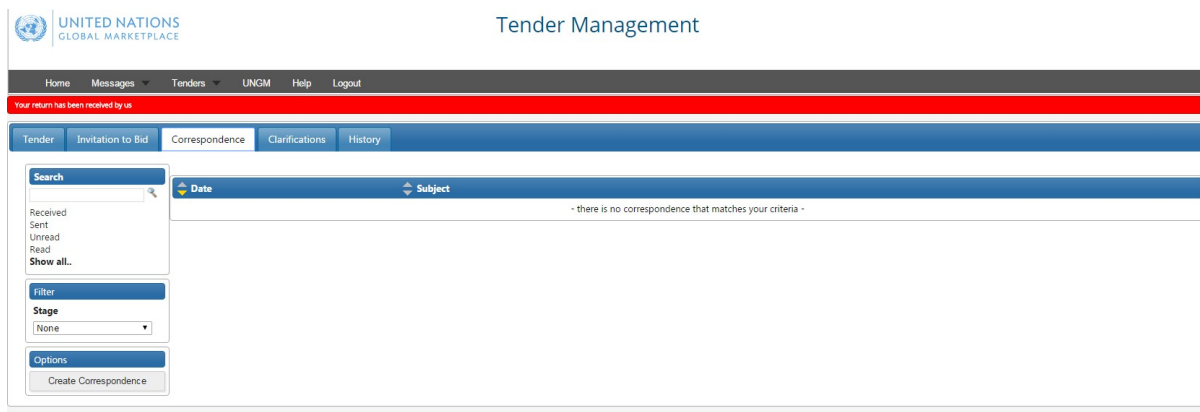 UNITED NATIONS
GLOBAL MARKETPLACE
Tender Management
Home Messages Tenders UNGM Help Logout
Your return has been received by us
Tender Invitation to Bid Correspondence Clarifications History
Search
Date Subject
- there is no correspondence that matches your criteria -
Received
Sent
Unread
Read
Show all..
Filter
Stage
None
Options
Create Correspondence